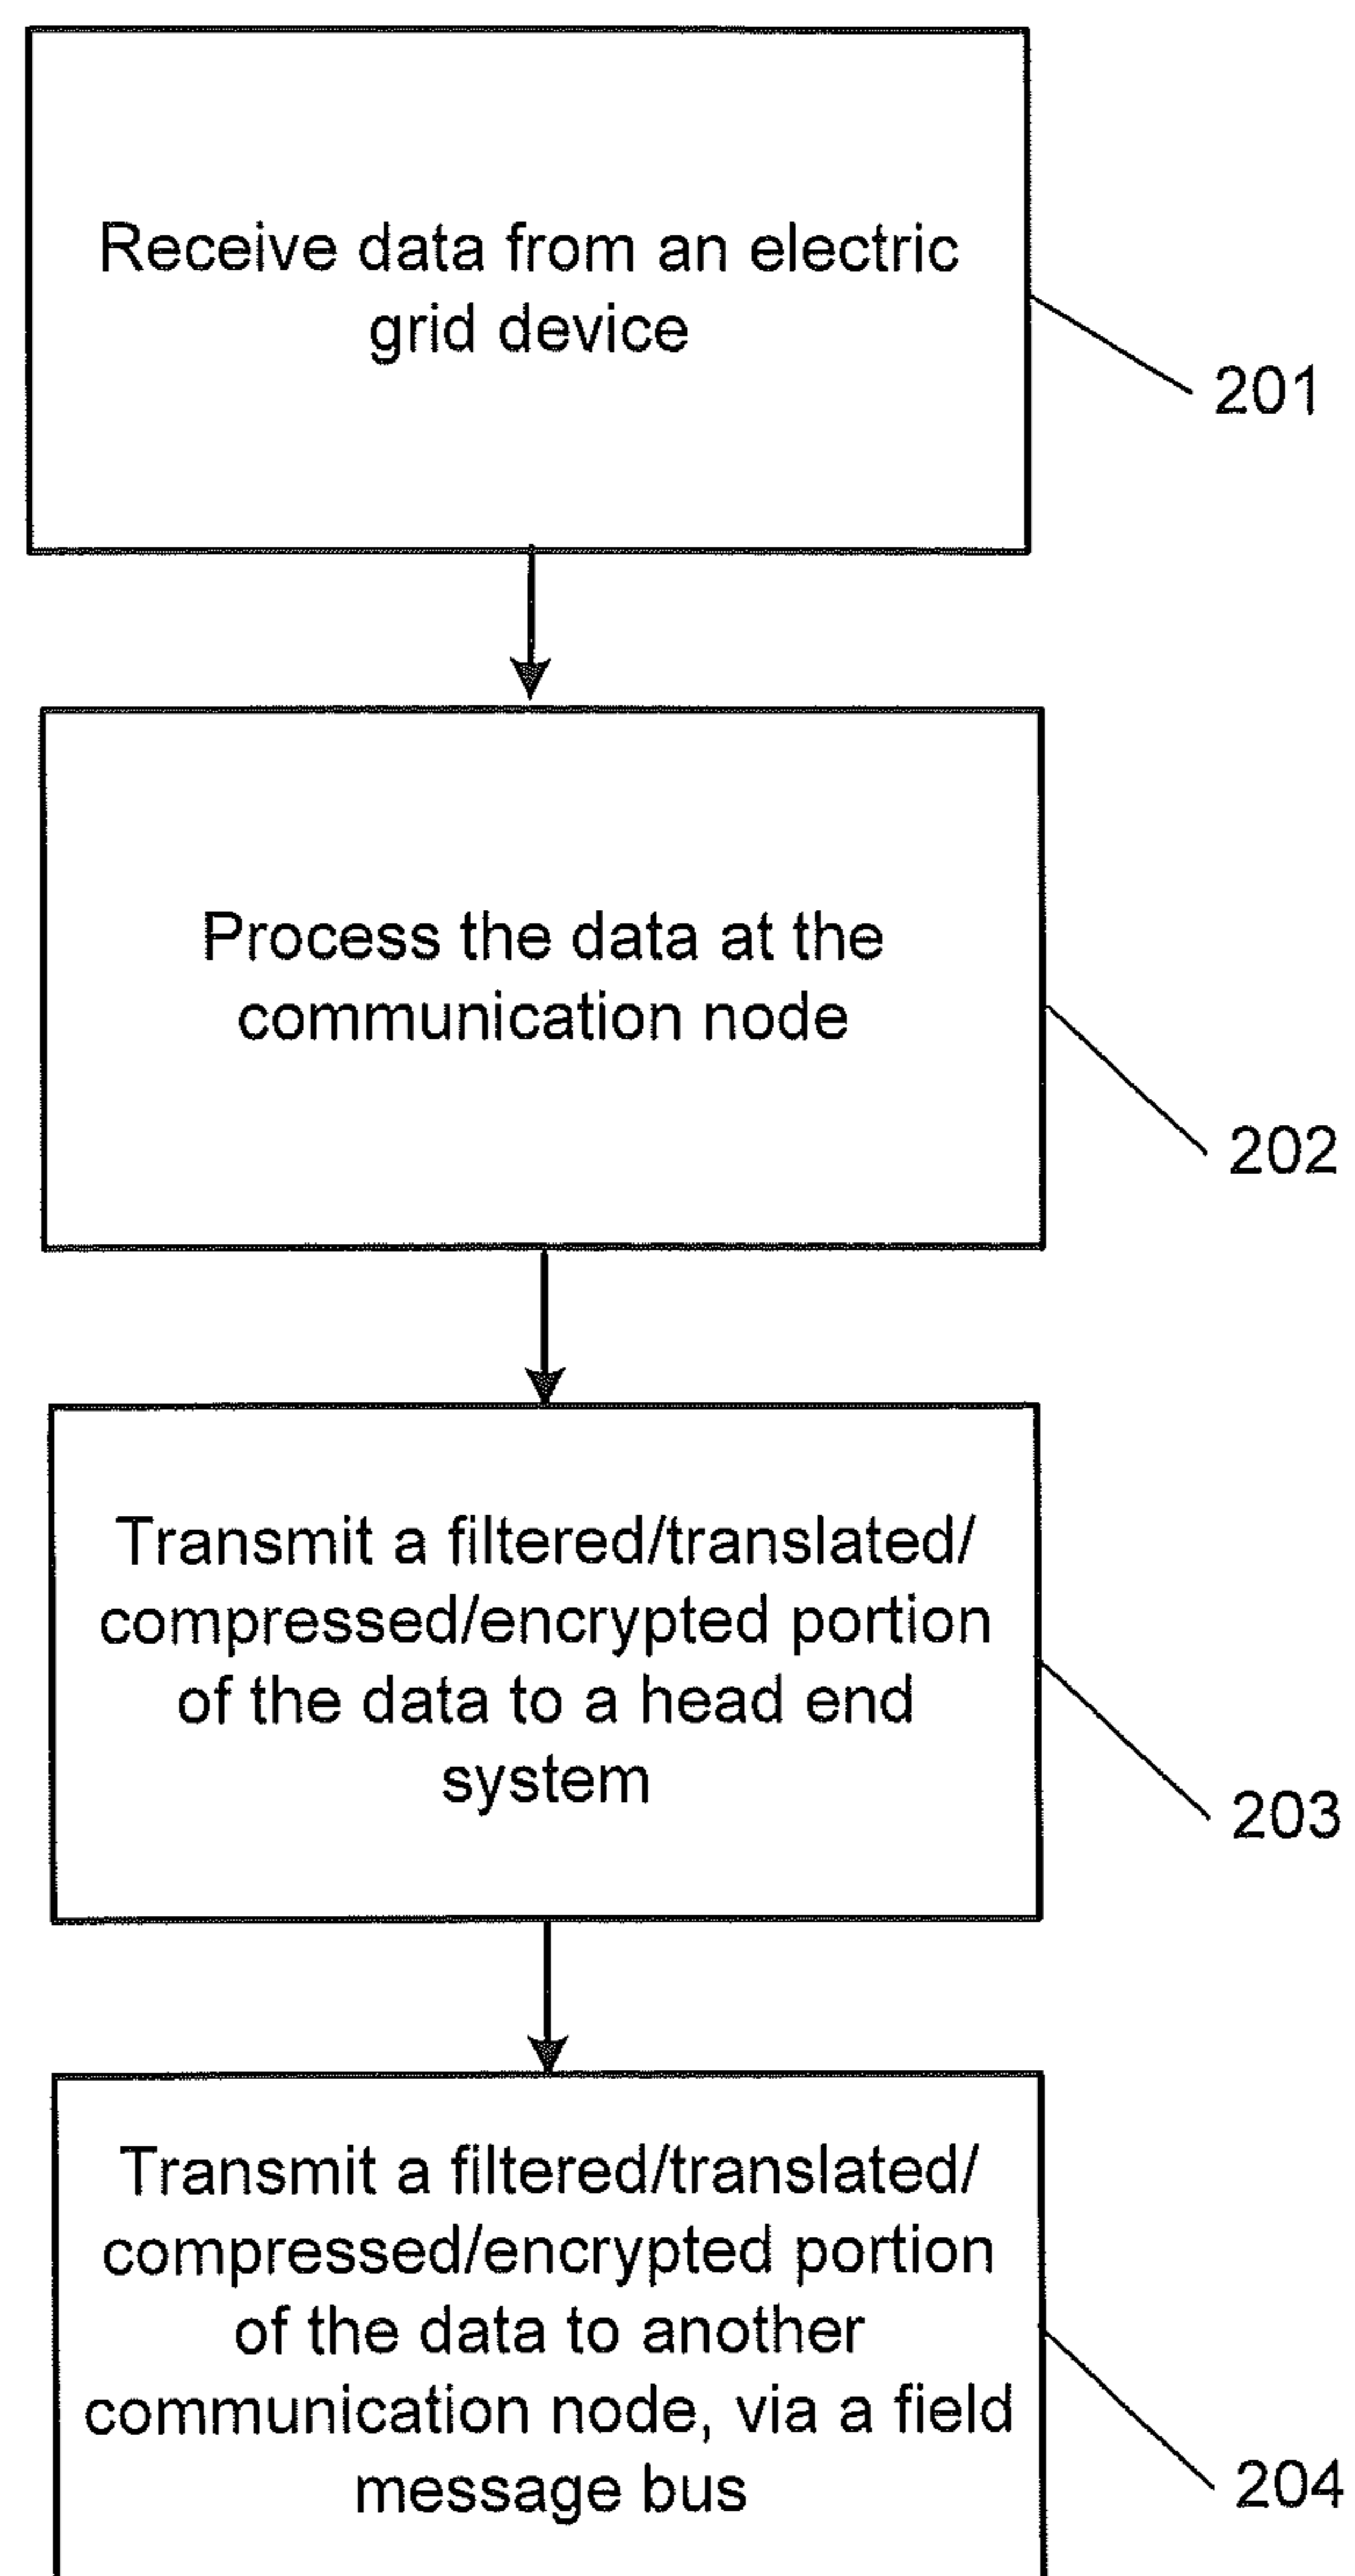 Receive data from an electric
grid device
201
Process the data at the
communication node
202
Transmit a filtered/translated/
compressed/encrypted portion
of the data to a head end
system
203
Transmit a filtered/translated/
compressed/encrypted portion
of the data to another
communication node, via a field
message bus
204